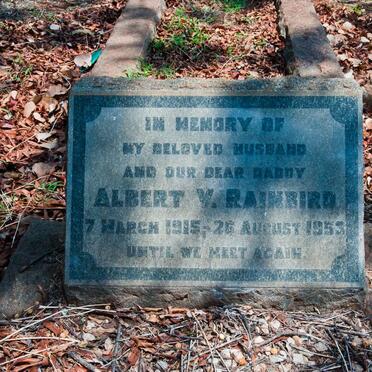 IN MEMORY OF
MY BELOVED HUSBAND
AND OUR DEAR DADDY
ALBERT V. RAINBIRD
7 MARCH 1915 - 26 AUGUST 1953
UNTIL WE MEET AGAIN.